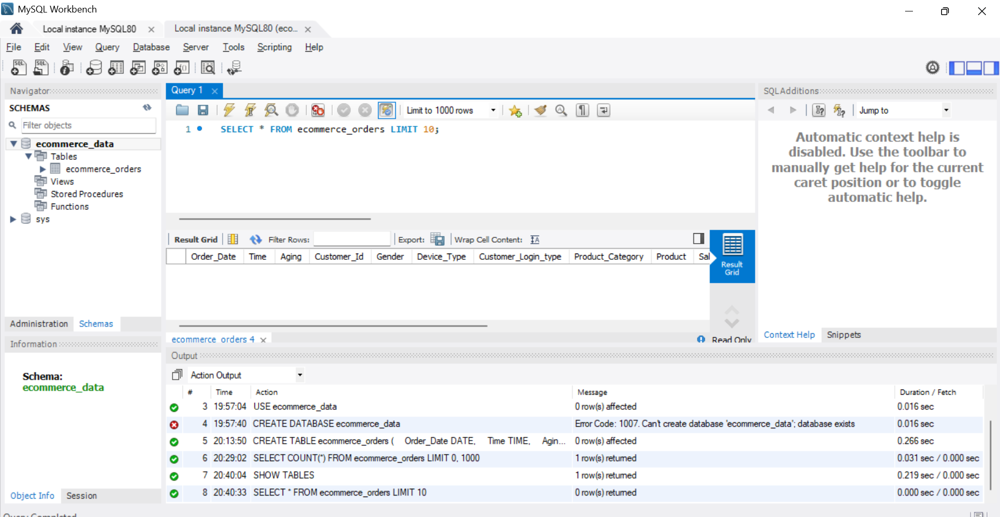 MySQL Workbench
Local instance MySQL80
Local instance MySQL80 (eco...
File Edit View Query Database Server Tools Scripting Help
Navigator
SCHEMAS
Filter objects
ecommerce_data
Tables
ecommerce_orders
Views
Stored Procedures
Functions
sys
Administration Schemas
Information
Schema:
ecommerce_data
Object Info Session
Query 1
Limit to 1000 rows
1 SELECT * FROM ecommerce_orders LIMIT 10;
Result Grid Filter Rows: Export: Wrap Cell Content:
Order_Date Time Aging Customer_Id Gender Device_Type Customer_Login_type Product_Category Product Sal
Result
Grid
ecommerce_orders 4
Read Only
SQLAdditions
Jump to
Automatic context help is
disabled. Use the toolbar to
manually get help for the current
caret position or to toggle
automatic help.
Context Help Snippets
Output
Action Output
# Time Action Message Duration / Fetch
3 19:57:04 USE ecommerce_data 0 row(s) affected 0.016 sec
4 19:57:40 CREATE DATABASE ecommerce_data Error Code: 1007. Can't create database 'ecommerce_data'; database exists 0.016 sec
5 20:13:50 CREATE TABLE ecommerce_orders ( Order_Date DATE, Time TIME, Agin... 0 row(s) affected 0.266 sec
6 20:29:02 SELECT COUNT(*) FROM ecommerce_orders LIMIT 0, 1000 1 row(s) returned 0.031 sec / 0.000 sec
7 20:40:04 SHOW TABLES 1 row(s) returned 0.219 sec / 0.000 sec
8 20:40:33 SELECT * FROM ecommerce_orders LIMIT 10 0 row(s) returned 0.000 sec / 0.000 sec
Query Completed